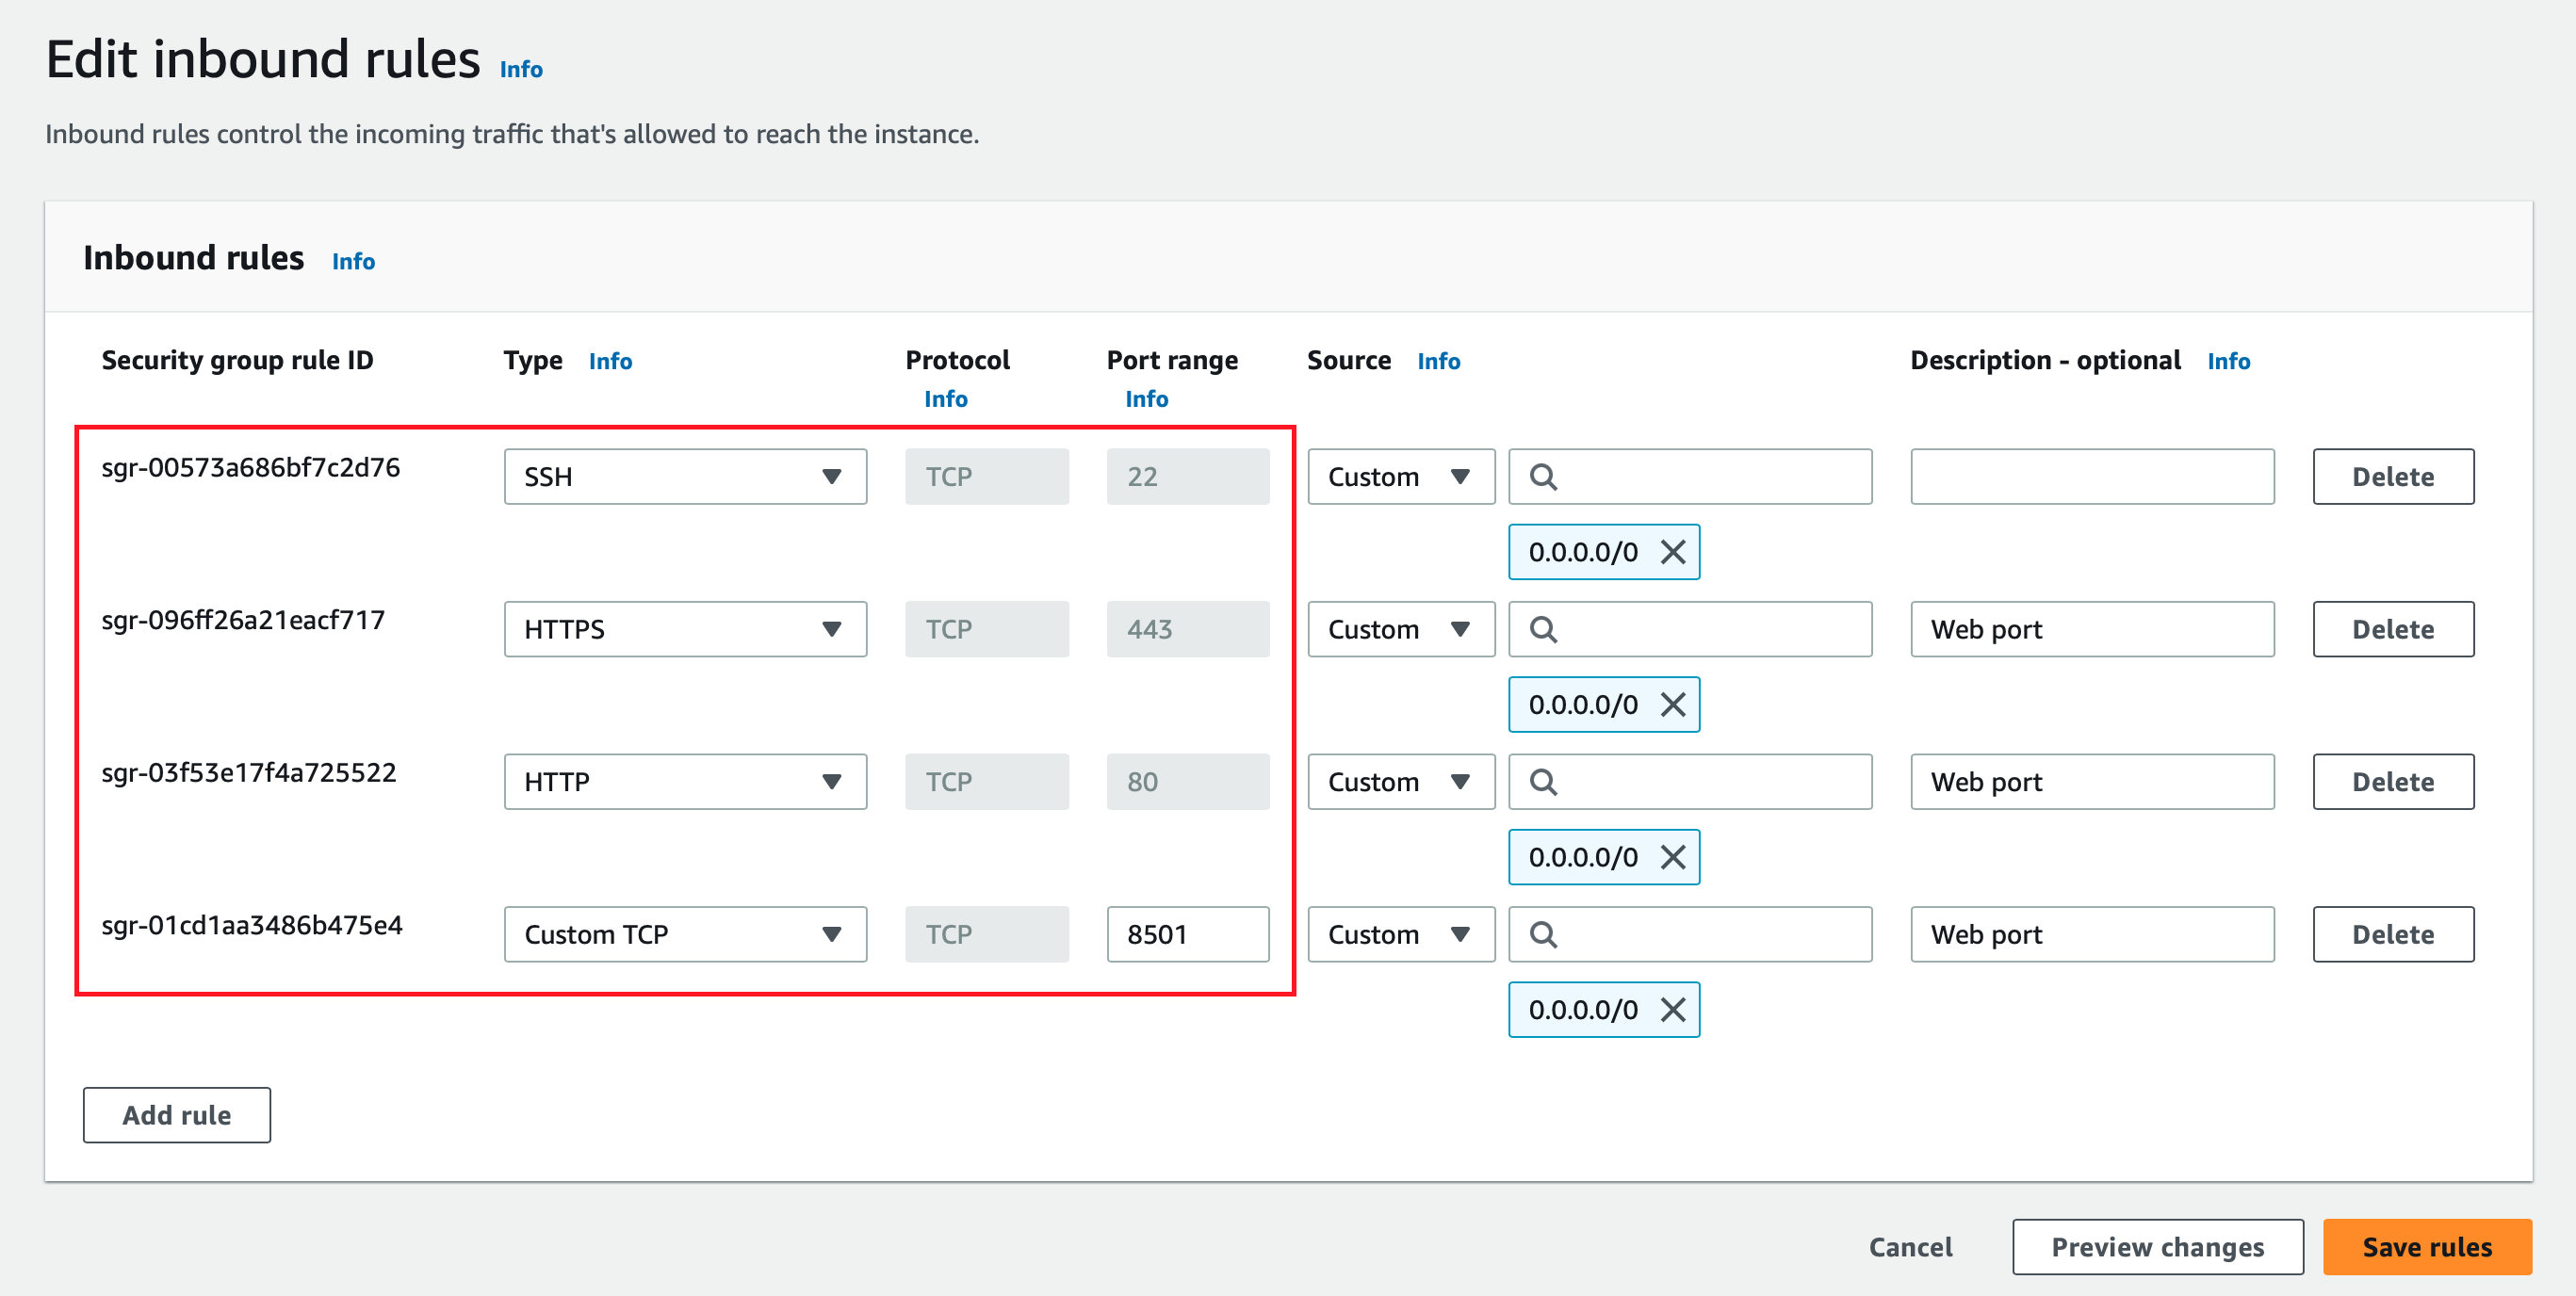 Edit inbound rules Info
Inbound rules control the incoming traffic that's allowed to reach the instance.
Inbound rules Info
Security group rule ID Type Info Protocol Info Port range Info Source Info Description - optional Info
sgr-00573a686bf7c2d76 SSH TCP 22 Custom Delete
0.0.0.0/0
sgr-096ff26a21eacf717 HTTPS TCP 443 Custom Web port Delete
0.0.0.0/0
sgr-03f53e17f4a725522 HTTP TCP 80 Custom Web port Delete
0.0.0.0/0
sgr-01cd1aa3486b475e4 Custom TCP TCP 8501 Custom Web port Delete
0.0.0.0/0
Add rule
Cancel Preview changes Save rules